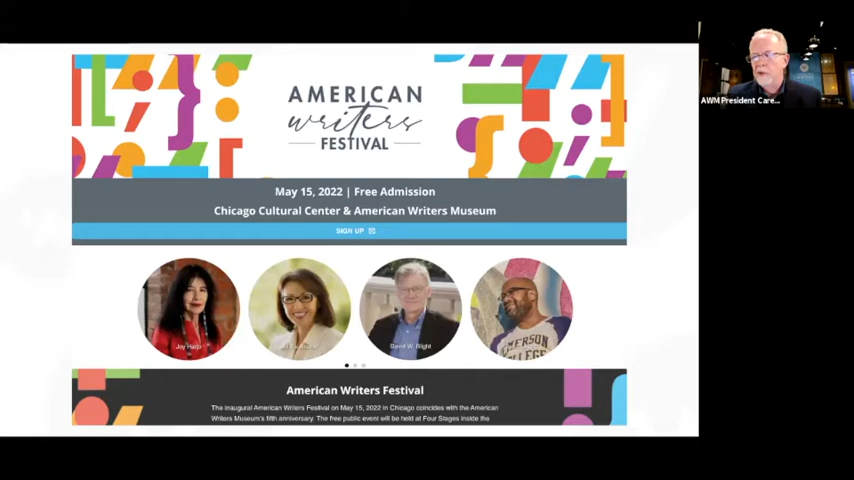 AMERICAN
writers
FESTIVAL
May 15, 2022 | Free Admission
Chicago Cultural Center & American Writers Museum
SIGN UP
Joy Harjo
David W. Blight
EMERSON
COLLEGE
American Writers Festival
The inaugural American Writers Festival on May 15, 2022 in Chicago coincides with the American
Writers Museum's fifth anniversary. The free public event will be held at Four Stages inside the
AWM President Care...